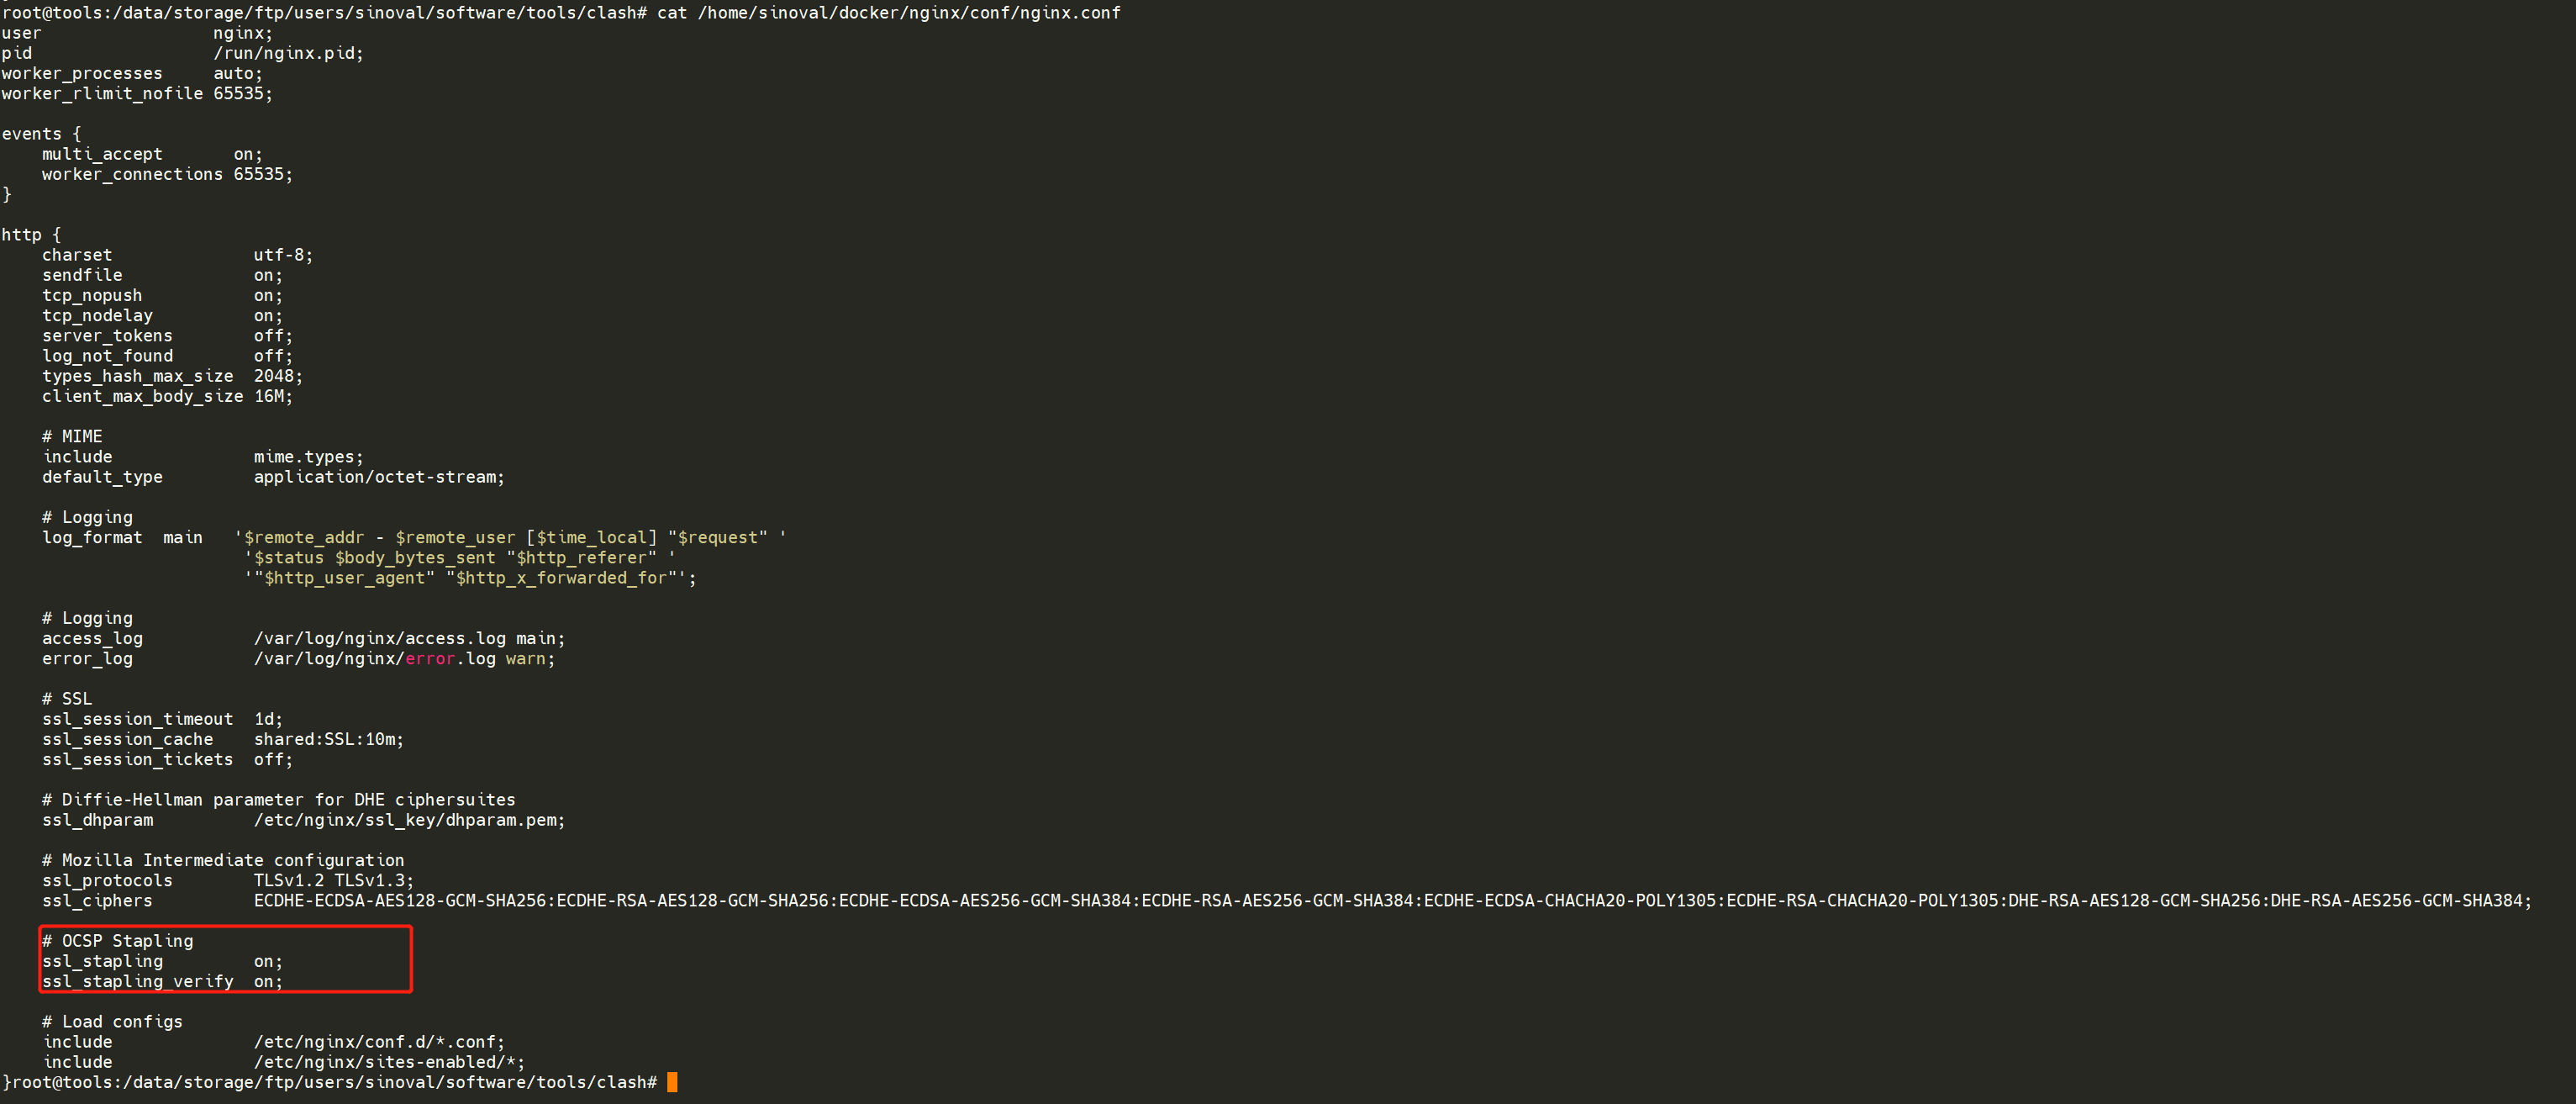 root@tools:/data/storage/ftp/users/sinoval/software/tools/clash# cat /home/sinoval/docker/nginx/conf/nginx.conf
user                 nginx;
pid                  /run/nginx.pid;
worker_processes     auto;
worker_rlimit_nofile 65535;

events {
    multi_accept       on;
    worker_connections 65535;
}

http {
    charset              utf-8;
    sendfile             on;
    tcp_nopush           on;
    tcp_nodelay          on;
    server_tokens        off;
    log_not_found        off;
    types_hash_max_size  2048;
    client_max_body_size 16M;

    # MIME
    include              mime.types;
    default_type         application/octet-stream;

    # Logging
    log_format  main   '$remote_addr - $remote_user [$time_local] "$request" '
                        '$status $body_bytes_sent "$http_referer" '
                        '"$http_user_agent" "$http_x_forwarded_for"';

    # Logging
    access_log           /var/log/nginx/access.log main;
    error_log            /var/log/nginx/error.log warn;

    # SSL
    ssl_session_timeout  1d;
    ssl_session_cache    shared:SSL:10m;
    ssl_session_tickets  off;

    # Diffie-Hellman parameter for DHE ciphersuites
    ssl_dhparam          /etc/nginx/ssl_key/dhparam.pem;

    # Mozilla Intermediate configuration
    ssl_protocols        TLSv1.2 TLSv1.3;
    ssl_ciphers          ECDHE-ECDSA-AES128-GCM-SHA256:ECDHE-RSA-AES128-GCM-SHA256:ECDHE-ECDSA-AES256-GCM-SHA384:ECDHE-RSA-AES256-GCM-SHA384:ECDHE-ECDSA-CHACHA20-POLY1305:ECDHE-RSA-CHACHA20-POLY1305:DHE-RSA-AES128-GCM-SHA256:DHE-RSA-AES256-GCM-SHA384;

    # OCSP Stapling
    ssl_stapling         on;
    ssl_stapling_verify  on;

    # Load configs
    include              /etc/nginx/conf.d/*.conf;
    include              /etc/nginx/sites-enabled/*;
}root@tools:/data/storage/ftp/users/sinoval/software/tools/clash#